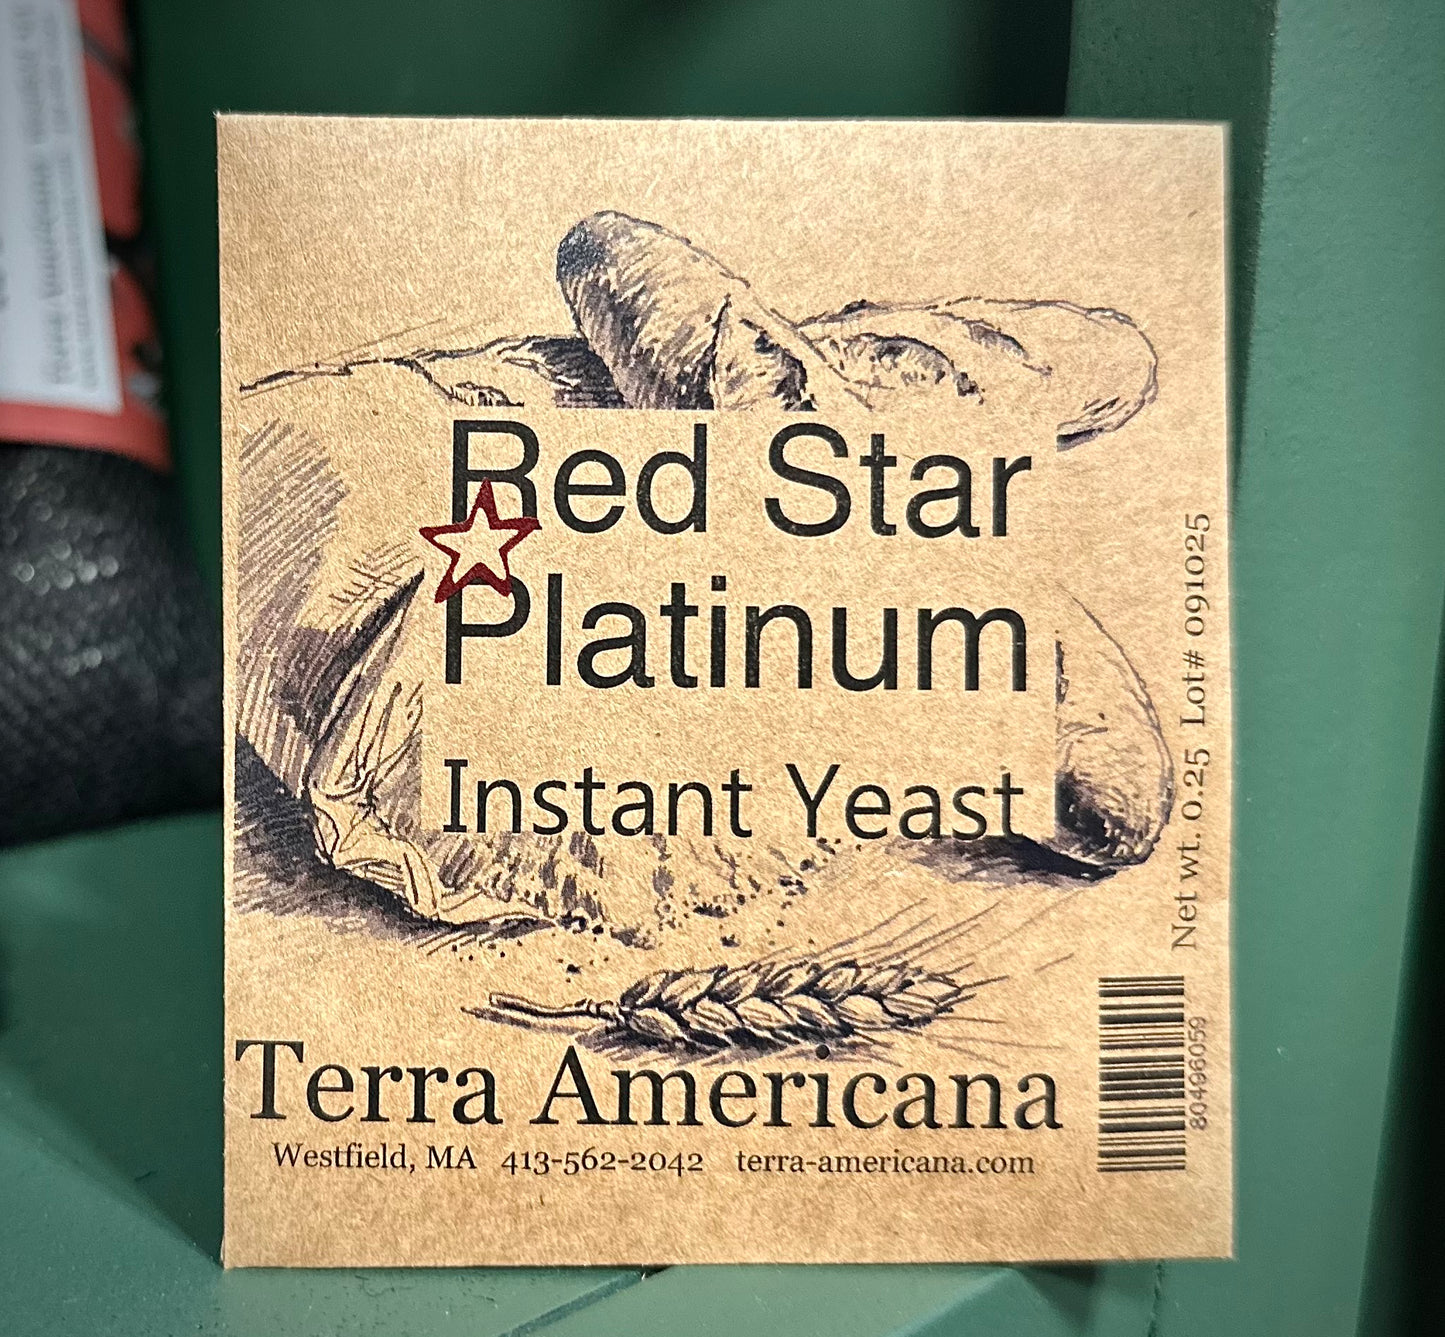 Red Star
Platinum
Instant Yeast
Terra Americana
Westfield, MA 413-562-2042 terra-americana.com
Net wt. 0.25 Lot# 091025
80496059